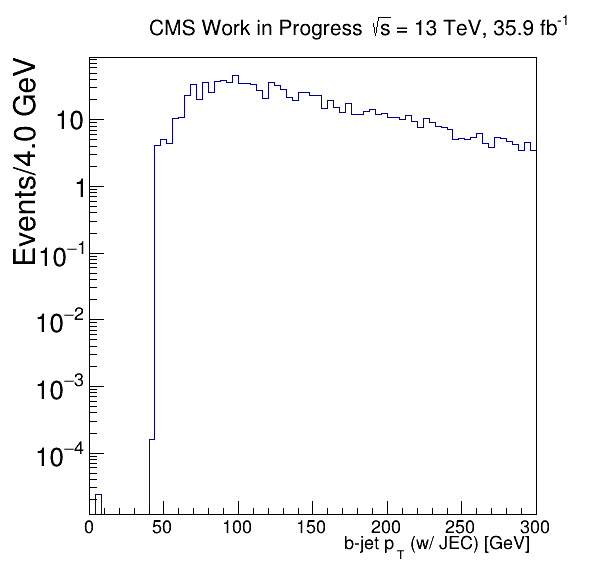 CMS Work in Progress √s = 13 TeV, 35.9 fb⁻¹
Events/4.0 GeV
10
1
10⁻¹
10⁻²
10⁻³
10⁻⁴
0 50 100 150 200 250 300
b-jet p_T (w/ JEC) [GeV]